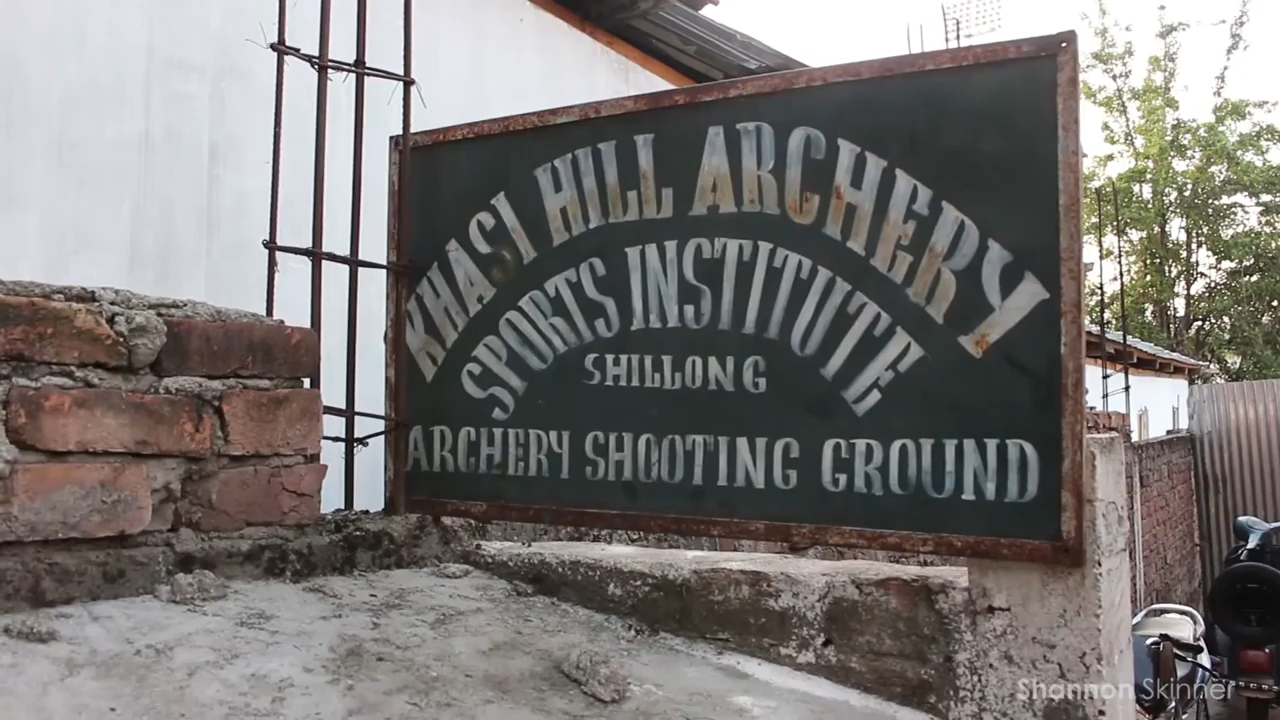 KHASI HILL ARCHERY
SPORTS INSTITUTE
SHILLONG
ARCHERY SHOOTING GROUND
Shannon Skinner